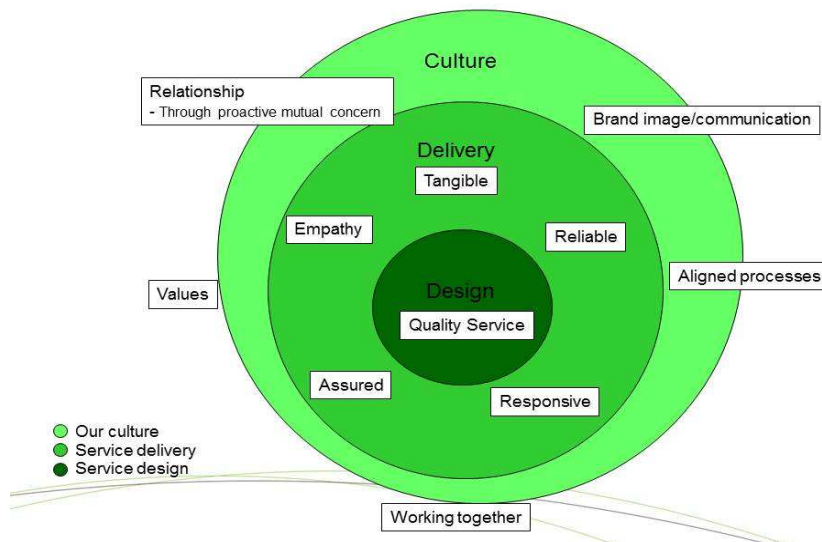 Culture
Relationship
- Through proactive mutual concern
Brand image/communication
Delivery
Tangible
Empathy
Reliable
Aligned processes
Values
Design
Quality Service
Assured
Responsive
Our culture
Service delivery
Service design
Working together